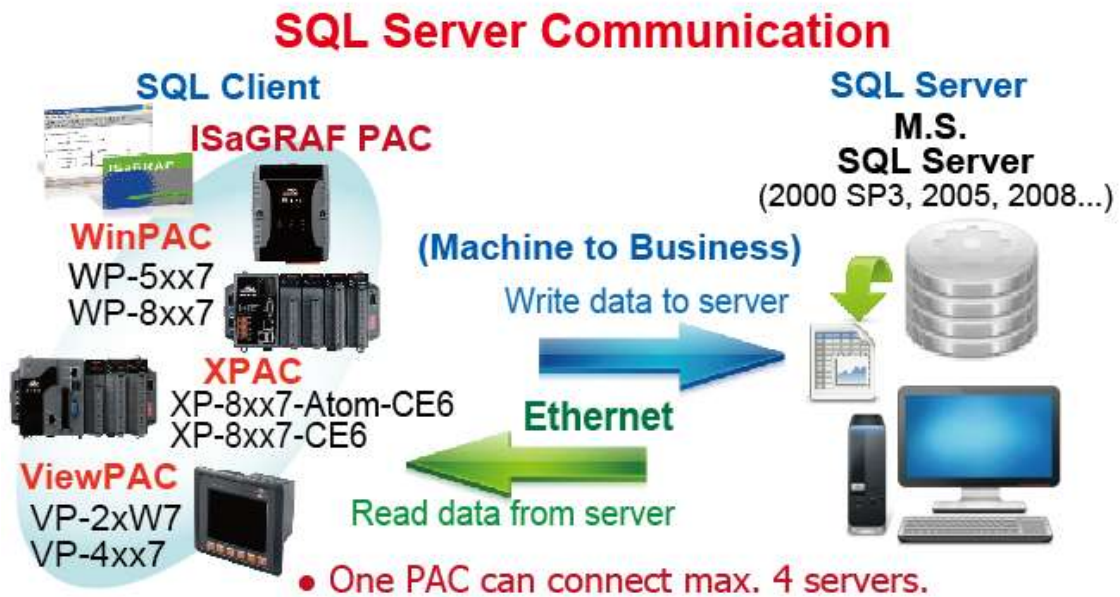 SQL Server Communication
SQL Client
ISaGRAF PAC
ISaGRAF
WinPAC
WP-5xx7
WP-8xx7
XPAC
XP-8xx7-Atom-CE6
XP-8xx7-CE6
ViewPAC
VP-2xW7
VP-4xx7
(Machine to Business)
Write data to server
Ethernet
Read data from server
SQL Server
M.S.
SQL Server
(2000 SP3, 2005, 2008...)
• One PAC can connect max. 4 servers.